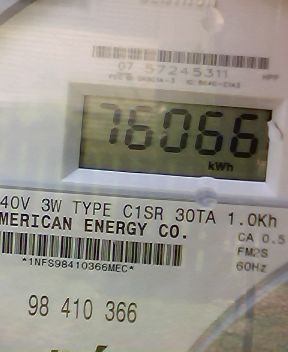 07 57245311
76066
kWh
40V 3W TYPE C1SR 30TA 1.0Kh
MERICAN ENERGY CO.
CA 0.5
*1NFS98410366MEC*
FM2S
60Hz
98 410 366